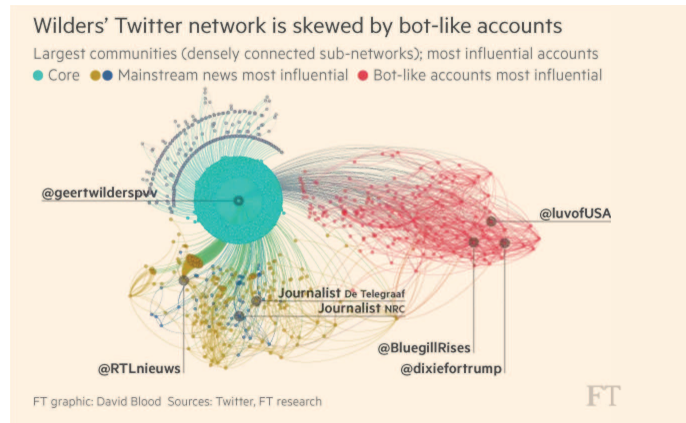 Wilders’ Twitter network is skewed by bot-like accounts
Largest communities (densely connected sub-networks); most influential accounts
Core Mainstream news most influential Bot-like accounts most influential
@geertwilderspvv
@luvofUSA
Journalist De Telegraaf
Journalist NRC
@BluegillRises
@RTLnieuws
@dixiefortrump
FT graphic: David Blood Sources: Twitter, FT research
FT